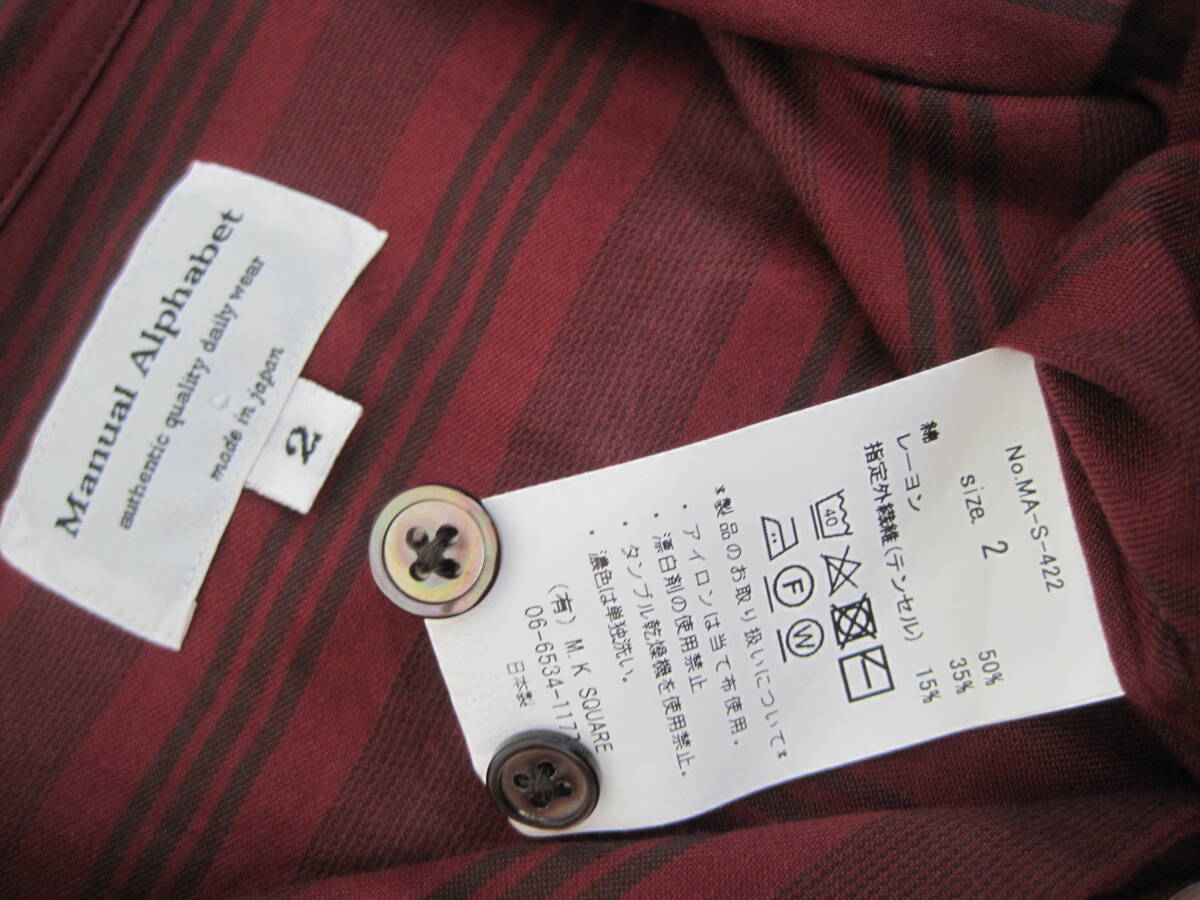 Manual Alphabet
authentic quality daily wear
made in japan
2
No.MA-S-422
size. 2
綿 50%
レーヨン 35%
指定外繊維(テンセル) 15%
40
F W
*製品のお取り扱いについて*
・アイロンは当て布使用.
・漂白剤の使用禁止
・タンブル乾燥機を使用禁止.
・濃色は単独洗い.
(有) M.K SQUARE
06-6534-117
日本製